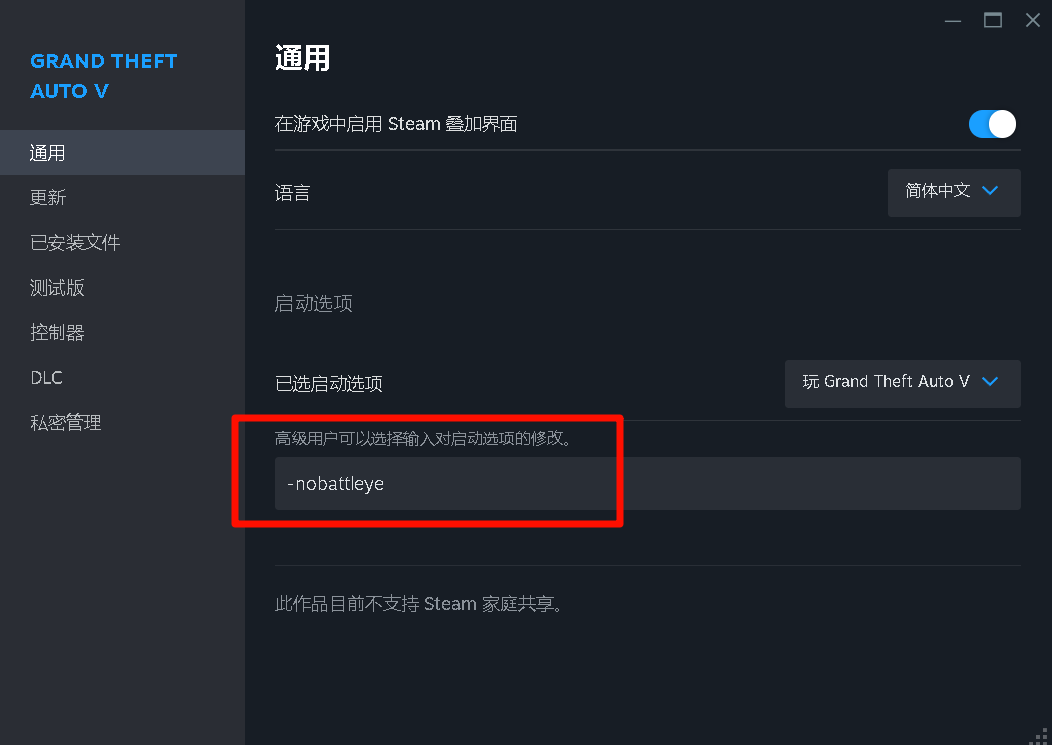 GRAND THEFT
AUTO V
通用
更新
已安装文件
测试版
控制器
DLC
私密管理
通用
在游戏中启用 Steam 叠加界面
语言
简体中文
启动选项
已选启动选项
玩 Grand Theft Auto V
高级用户可以选择输入对启动选项的修改。
-nobattleye
此作品目前不支持 Steam 家庭共享。